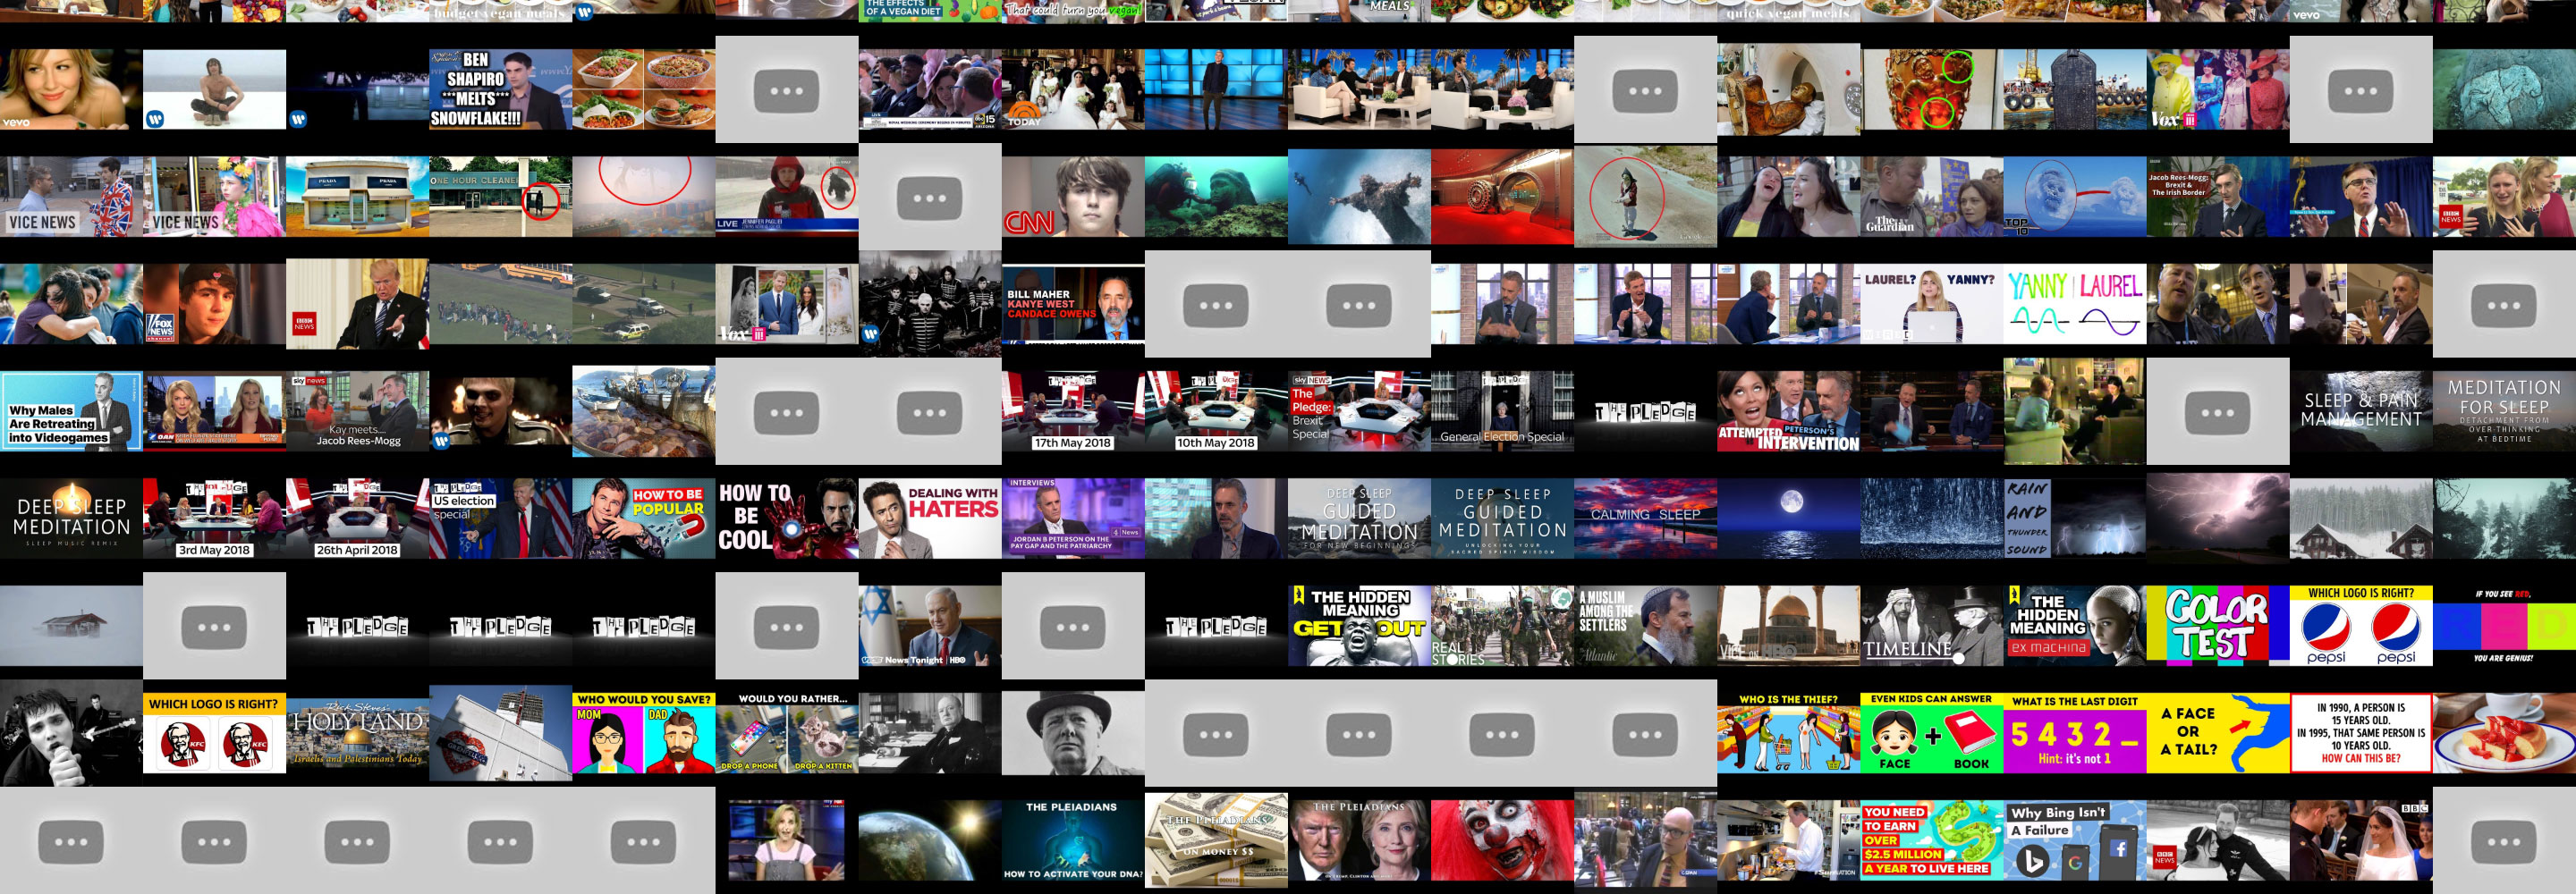 budget vegan meals
THE EFFECTS
OF A VEGAN DIET
That could turn you vegan
MEALS
quick vegan meals
vevo
vevo
BEN
SHAPIRO
***MELTS***
SNOWFLAKE!!!
15
TODAY
Vox
VICE NEWS
VICE NEWS
PRADA
PRADA
ONE HOUR CLEANE
LIVE
CNN
The
Guardian
TOP
10
Jacob Rees-Mogg:
Brexit &
The Irish Border
BBC
NEWS
FOX
NEWS
channel
BBC
NEWS
Vox
BILL MAHER
KANYE WEST
CANDACE OWENS
LAUREL?
YANNY?
YANNY | LAUREL
Why Males
Are Retreating
into Videogames
OAN
sky news
Kay meets....
Jacob Rees-Mogg
17th May 2018
10th May 2018
sky NEWS
The
Pledge:
Brexit
Special
General Election Special
THE PLEDGE
ATTEMPTED PETERSON'S
INTERVENTION
SLEEP & PAIN
MANAGEMENT
MEDITATION
FOR SLEEP
DETACHMENT FROM
OVER-THINKING
AT BEDTIME
DEEP SLEEP
MEDITATION
SLEEP MUSIC REMIX
3rd May 2018
26th April 2018
US election
special
HOW TO BE
POPULAR
HOW TO
BE
COOL
DEALING WITH
HATERS
INTERVIEWS
JORDAN B PETERSON ON THE
PAY GAP AND THE PATRIARCHY
News
DEEP SLEEP
GUIDED
MEDITATION
FOR NEW BEGINNINGS
DEEP SLEEP
GUIDED
MEDITATION
UNLOCKING YOUR
SACRED SPIRIT WISDOM
CALMING SLEEP
RAIN
AND
THUNDER
SOUND
THE PLEDGE
THE PLEDGE
THE PLEDGE
News Tonight | HBO
THE PLEDGE
THE HIDDEN
MEANING
GET OUT
REAL
STORIES
A MUSLIM
AMONG THE
SETTLERS
Atlantic
VICE ON HBO
TIMELINE
THE
HIDDEN
MEANING
ex machina
COLOR
TEST
WHICH LOGO IS RIGHT?
pepsi
pepsi
IF YOU SEE RED,
RED
YOU ARE GENIUS!
WHICH LOGO IS RIGHT?
KFC
KFC
Rick Steves'
HOLY LAND
Israelis and Palestinians Today
WHO WOULD YOU SAVE?
MOM
DAD
WOULD YOU RATHER...
DROP A PHONE
DROP A KITTEN
WHO IS THE THIEF?
EVEN KIDS CAN ANSWER
FACE
+
BOOK
WHAT IS THE LAST DIGIT
5 4 3 2 _
Hint: it's not 1
A FACE
OR
A TAIL?
IN 1990, A PERSON IS
15 YEARS OLD.
IN 1995, THAT SAME PERSON IS
10 YEARS OLD.
HOW CAN THIS BE?
THE PLEIADIANS
HOW TO ACTIVATE YOUR DNA?
THE PLEIADIANS
ON MONEY $$
THE PLEIADIANS
YOU NEED
TO EARN
OVER
$2.5 MILLION
A YEAR TO LIVE HERE
Why Bing Isn't
A Failure
BBC
NEWS
BBC